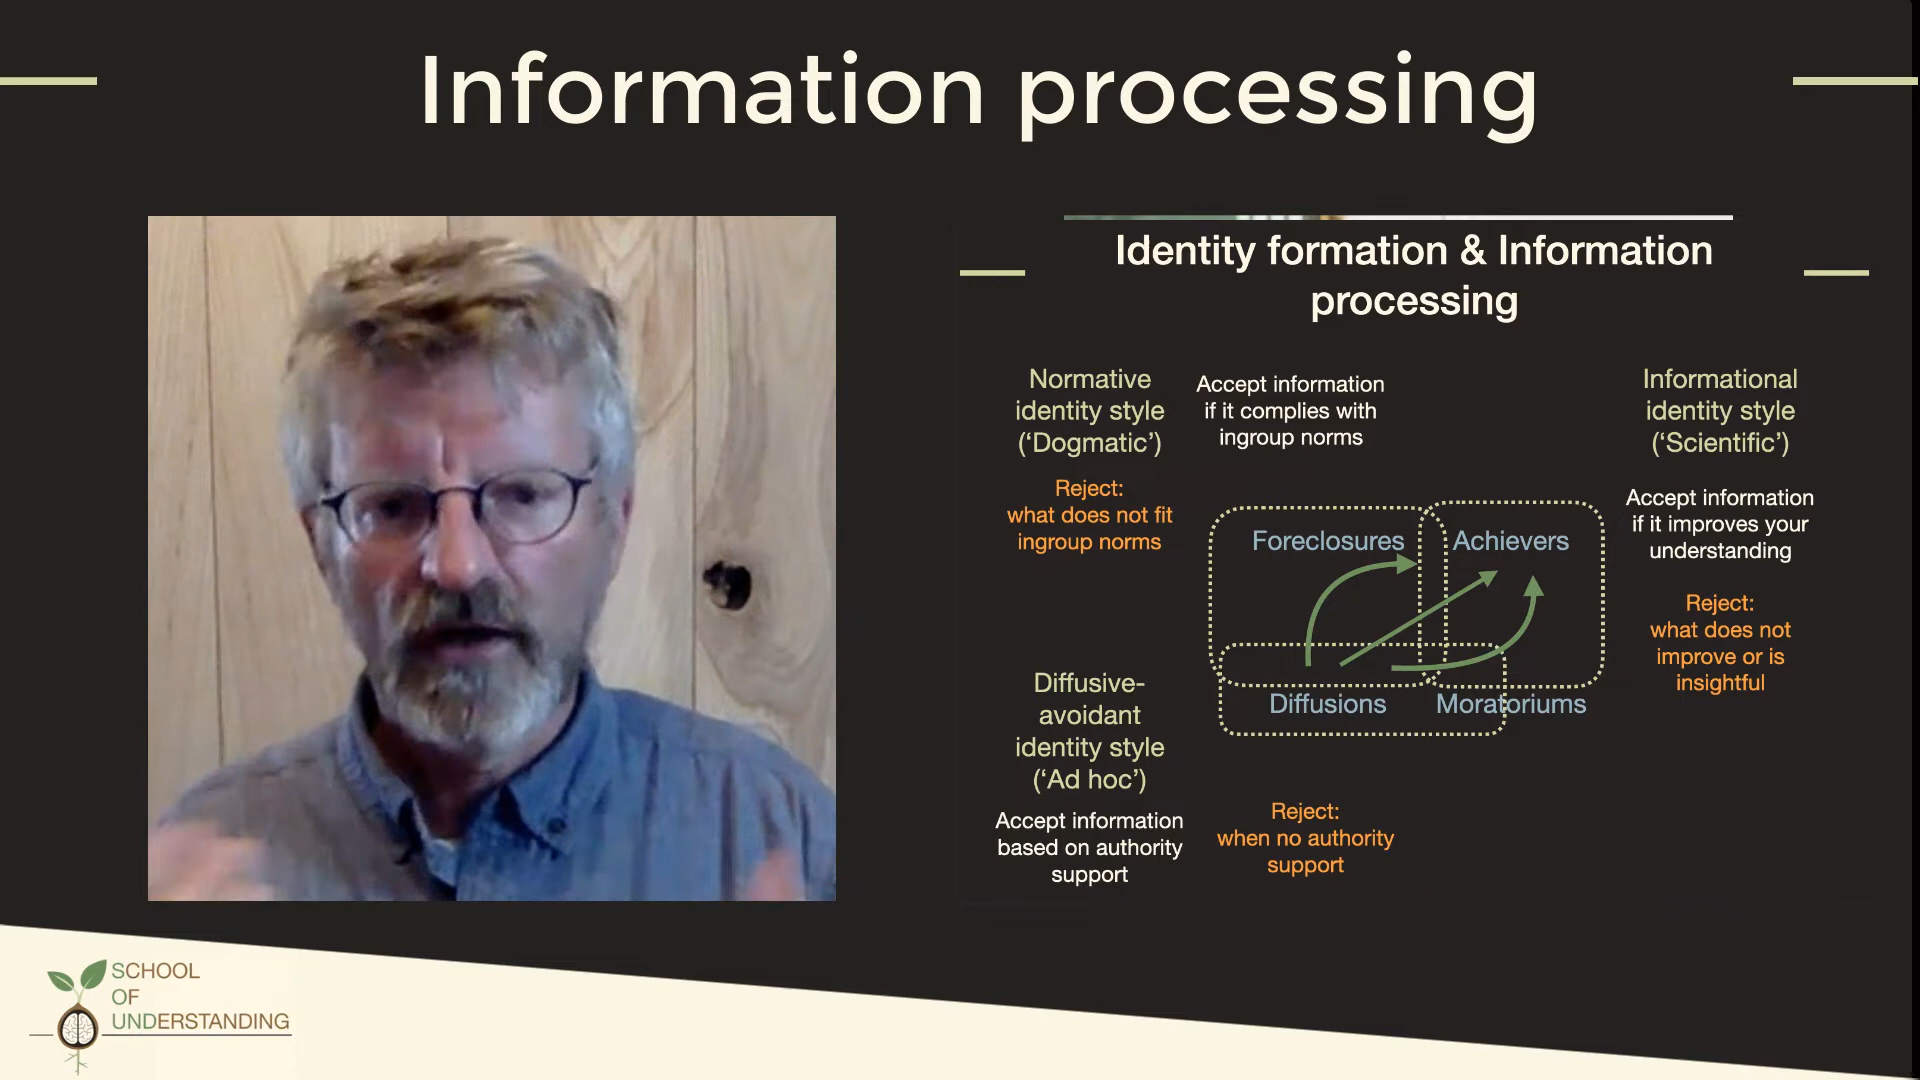 Information processing
Identity formation & Information
processing
Normative
identity style
(‘Dogmatic’)
Reject:
what does not fit
ingroup norms
Accept information
if it complies with
ingroup norms
Informational
identity style
(‘Scientific’)
Accept information
if it improves your
understanding
Reject:
what does not
improve or is
insightful
Foreclosures
Achievers
Diffusions
Moratoriums
Diffusive-
avoidant
identity style
(‘Ad hoc’)
Accept information
based on authority
support
Reject:
when no authority
support
SCHOOL
OF
UNDERSTANDING